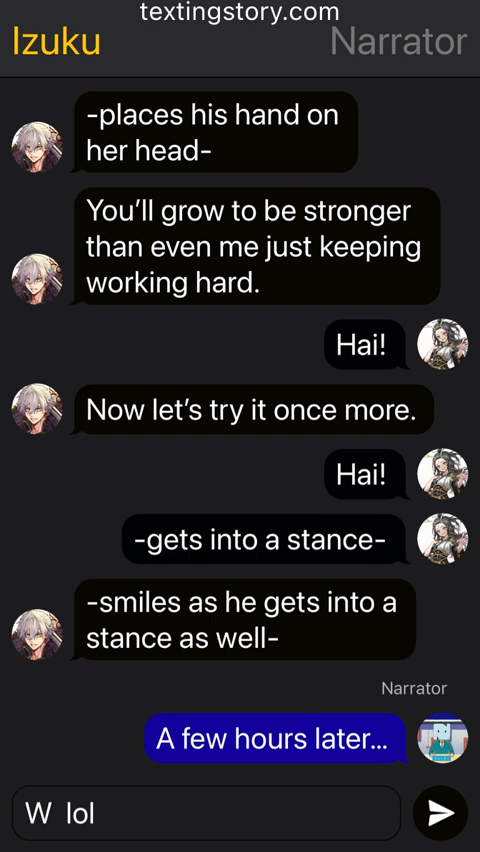 textingstory.com
Izuku
Narrator
-places his hand on
her head-
You’ll grow to be stronger
than even me just keeping
working hard.
Hai!
Now let’s try it once more.
Hai!
-gets into a stance-
-smiles as he gets into a
stance as well-
Narrator
A few hours later...
W  lol